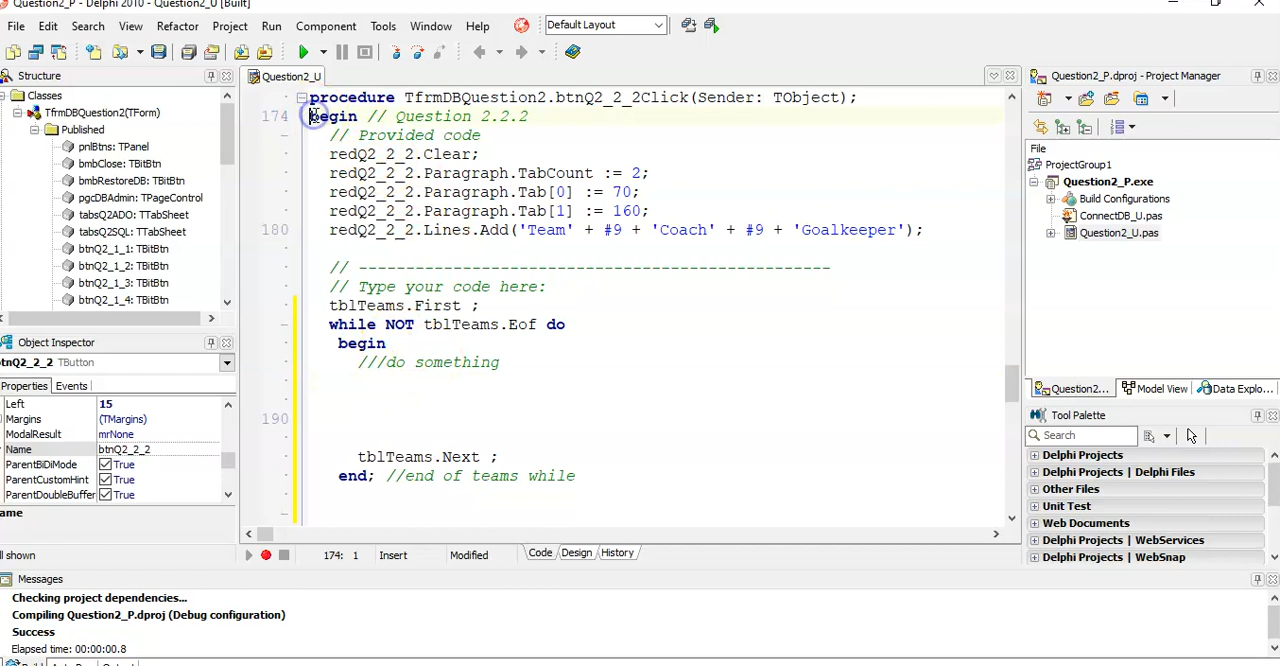 Question2_P - Delphi 2010 - Question2_U [Built]
File Edit Search View Refactor Project Run Component Tools Window Help Default Layout
Structure
Classes
TfrmDBQuestion2(TForm)
Published
pnlBtns: TPanel
bmbClose: TBitBtn
bmbRestoreDB: TBitBtn
pgcDBAdmin: TPageControl
tabsQ2ADO: TTabSheet
tabsQ2SQL: TTabSheet
btnQ2_1_1: TBitBtn
btnQ2_1_2: TBitBtn
btnQ2_1_3: TBitBtn
btnQ2_1_4: TBitBtn
Object Inspector
btnQ2_2_2 TButton
Properties Events
Left 15
Margins (TMargins)
ModalResult mrNone
Name btnQ2_2_2
ParentBiDiMode True
ParentCustomHint True
ParentDoubleBuffer True
ame
ll shown
Question2_U
procedure TfrmDBQuestion2.btnQ2_2_2Click(Sender: TObject);
174 begin // Question 2.2.2
// Provided code
redQ2_2_2.Clear;
redQ2_2_2.Paragraph.TabCount := 2;
redQ2_2_2.Paragraph.Tab[0] := 70;
redQ2_2_2.Paragraph.Tab[1] := 160;
180 redQ2_2_2.Lines.Add('Team' + #9 + 'Coach' + #9 + 'Goalkeeper');
// --------------------------------------------------
// Type your code here:
tblTeams.First ;
while NOT tblTeams.Eof do
begin
///do something
190
tblTeams.Next ;
end; //end of teams while
174: 1 Insert Modified Code Design History
Question2_P.dproj - Project Manager
File
ProjectGroup1
Question2_P.exe
Build Configurations
ConnectDB_U.pas
Question2_U.pas
Question2... Model View Data Explo...
Tool Palette
Search
Delphi Projects
Delphi Projects | Delphi Files
Other Files
Unit Test
Web Documents
Delphi Projects | WebServices
Delphi Projects | WebSnap
Messages
Checking project dependencies...
Compiling Question2_P.dproj (Debug configuration)
Success
Elapsed time: 00:00:00.8